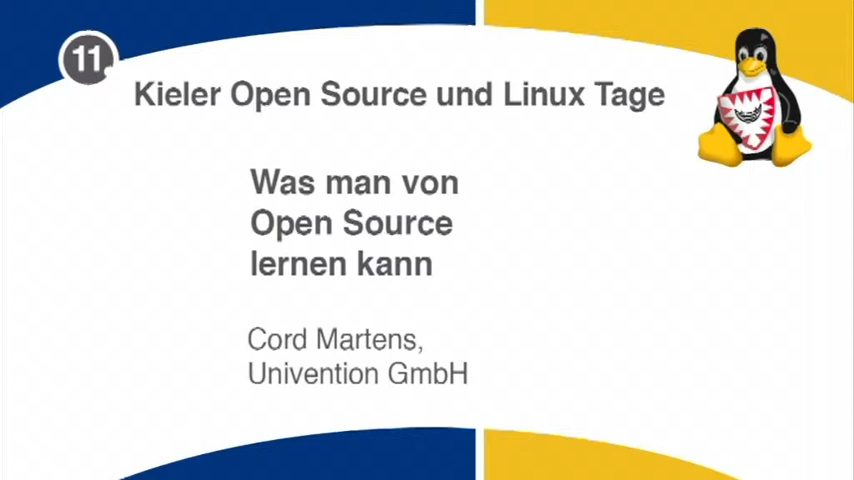 11.
Kieler Open Source und Linux Tage
Was man von
Open Source
lernen kann
Cord Martens,
Univention GmbH